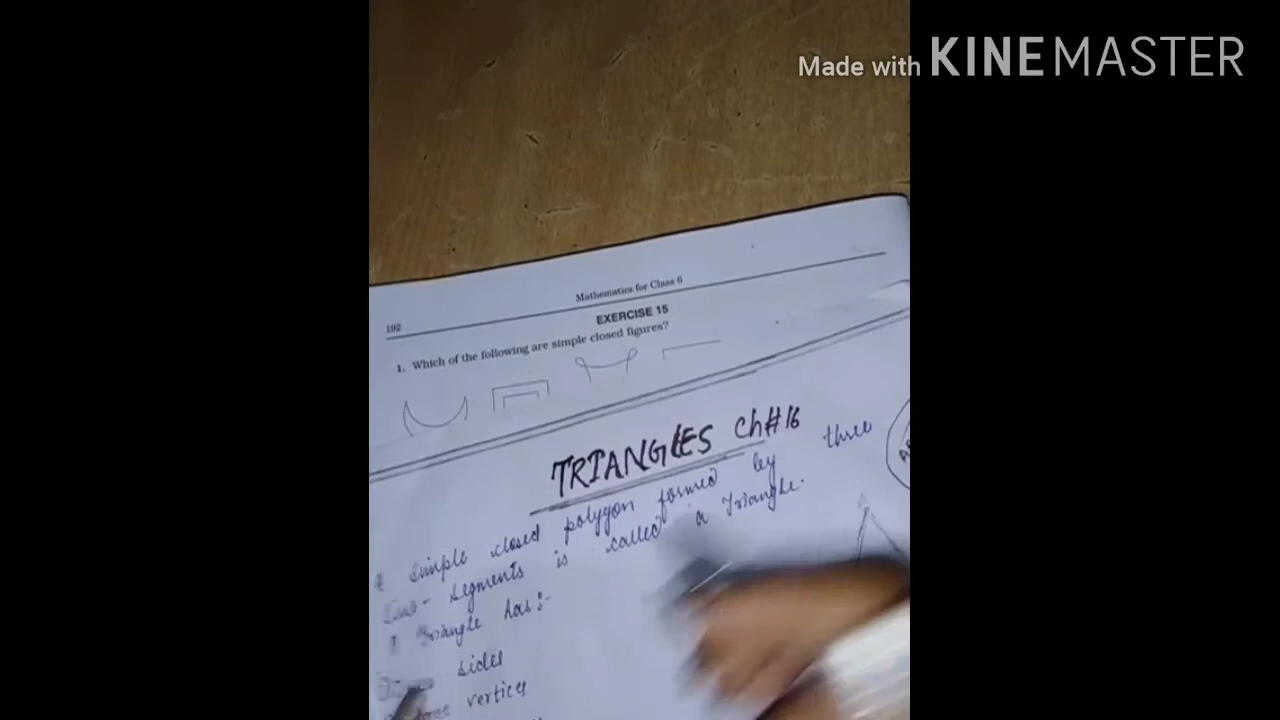 Made with KINEMASTER
192
Mathematics for Class 6
EXERCISE 15
1. Which of the following are simple closed figures?
TRIANGLES Ch#16
simple closed polygon formed by three
segments is called a Triangle.
Triangle has:-
sides
vertices